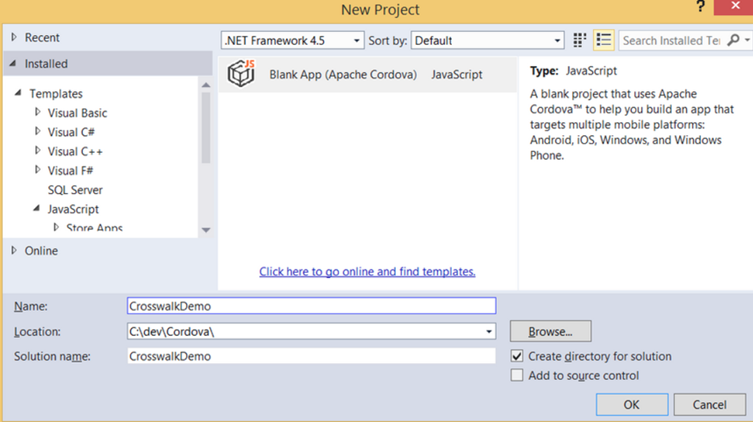 New Project
?
x
Recent
.NET Framework 4.5
Sort by:
Default
Search Installed Te
Installed
Templates
Visual Basic
Visual C#
Visual C++
Visual F#
SQL Server
JavaScript
Store Apps
Online
JS
Blank App (Apache Cordova)
JavaScript
Click here to go online and find templates.
Type: JavaScript
A blank project that uses Apache
Cordova™ to help you build an app that
targets multiple mobile platforms:
Android, iOS, Windows, and Windows
Phone.
Name:
CrosswalkDemo
Location:
C:\dev\Cordova\
Browse...
Solution name:
CrosswalkDemo
Create directory for solution
Add to source control
OK
Cancel